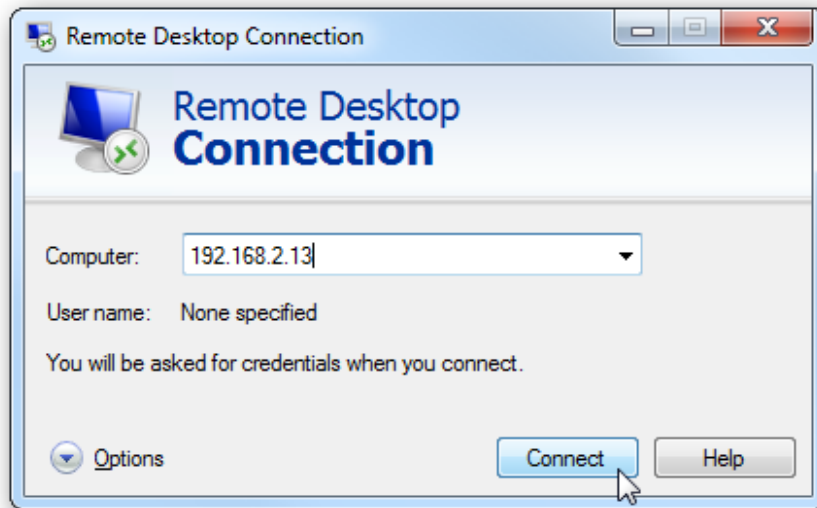 Remote Desktop Connection
Remote Desktop
Connection
Computer: 192.168.2.13
User name: None specified
You will be asked for credentials when you connect.
Options Connect Help